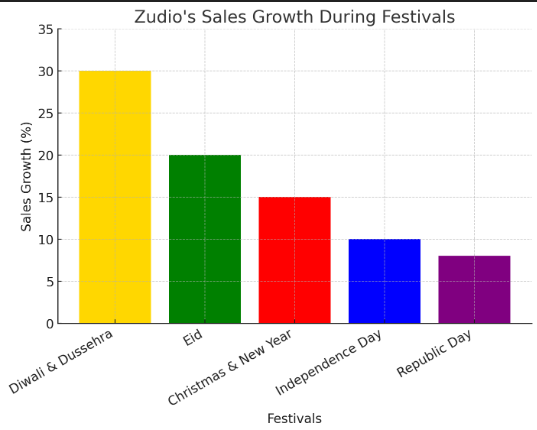 Zudio's Sales Growth During Festivals
35
30
25
20
15
10
5
0
Sales Growth (%)
Diwali & Dussehra
Eid
Christmas & New Year
Independence Day
Republic Day
Festivals